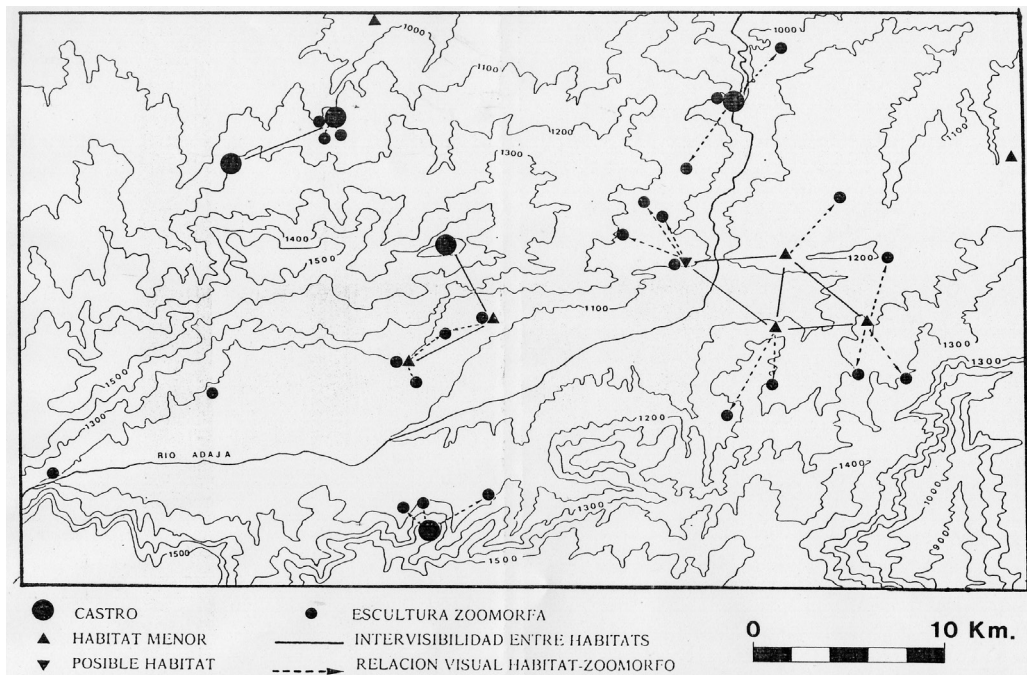 1000
1000
1100
1200
1100
1300
1400
1500
1200
1100
1500
1300
1300
1300
1200
RIO ADAJA
1400
1000
900
1300
1500
1500
CASTRO
ESCULTURA ZOOMORFA
HABITAT MENOR
INTERVISIBILIDAD ENTRE HABITATS
POSIBLE HABITAT
RELACION VISUAL HABITAT-ZOOMORFO
0 10 Km.